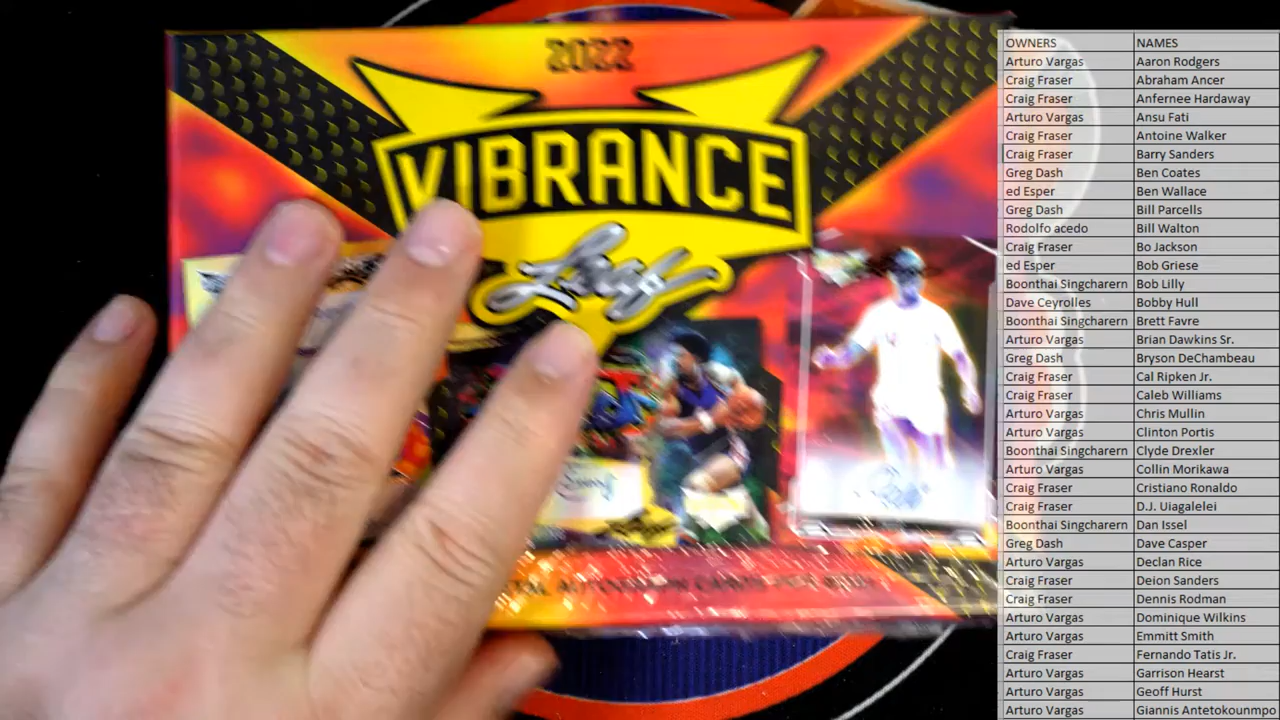 2022
VIBRANCE
Leaf
METAL AUTOGRAPH CARDS PER BOX!
OWNERS NAMES
Arturo Vargas Aaron Rodgers
Craig Fraser Abraham Ancer
Craig Fraser Anfernee Hardaway
Arturo Vargas Ansu Fati
Craig Fraser Antoine Walker
Craig Fraser Barry Sanders
Greg Dash Ben Coates
ed Esper Ben Wallace
Greg Dash Bill Parcells
Rodolfo acedo Bill Walton
Craig Fraser Bo Jackson
ed Esper Bob Griese
Boonthai Singcharern Bob Lilly
Dave Ceyrolles Bobby Hull
Boonthai Singcharern Brett Favre
Arturo Vargas Brian Dawkins Sr.
Greg Dash Bryson DeChambeau
Craig Fraser Cal Ripken Jr.
Craig Fraser Caleb Williams
Arturo Vargas Chris Mullin
Arturo Vargas Clinton Portis
Boonthai Singcharern Clyde Drexler
Arturo Vargas Collin Morikawa
Craig Fraser Cristiano Ronaldo
Craig Fraser D.J. Uiagalelei
Boonthai Singcharern Dan Issel
Greg Dash Dave Casper
Arturo Vargas Declan Rice
Craig Fraser Deion Sanders
Craig Fraser Dennis Rodman
Arturo Vargas Dominique Wilkins
Arturo Vargas Emmitt Smith
Craig Fraser Fernando Tatis Jr.
Arturo Vargas Garrison Hearst
Arturo Vargas Geoff Hurst
Arturo Vargas Giannis Antetokounmpo